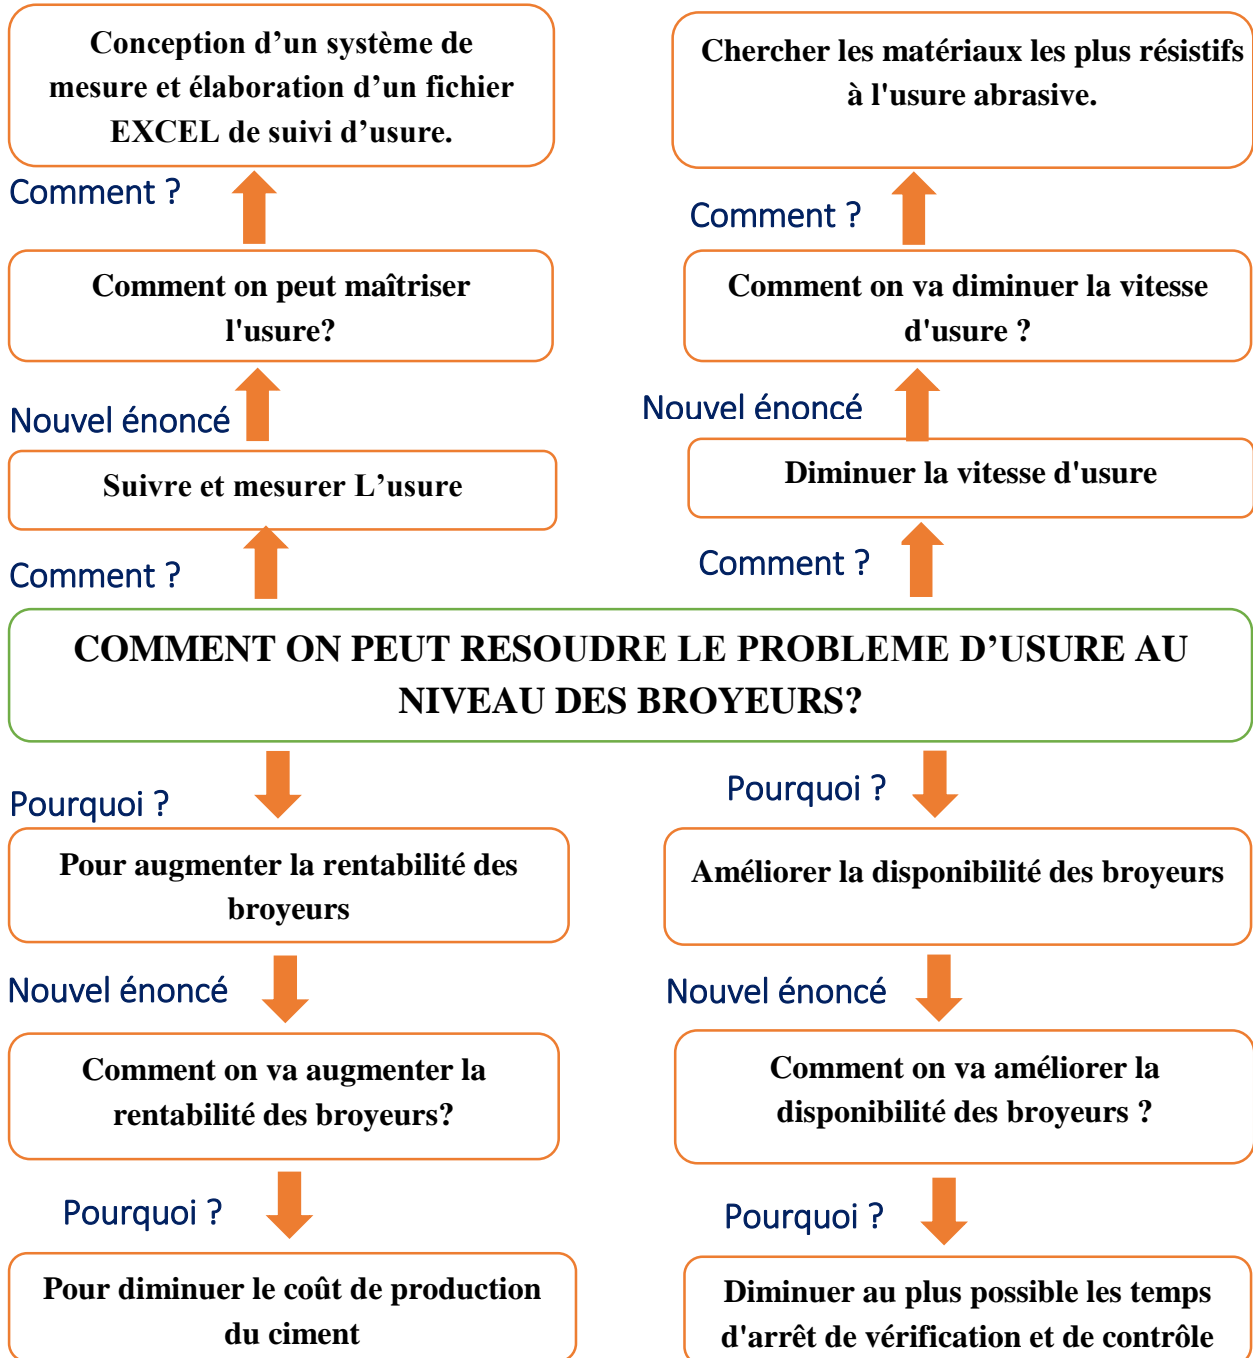 Conception d’un système de
mesure et élaboration d’un fichier
EXCEL de suivi d’usure.
Chercher les matériaux les plus résistifs
à l'usure abrasive.
Comment ?
Comment ?
Comment on peut maîtriser
l'usure?
Comment on va diminuer la vitesse
d'usure ?
Nouvel énoncé
Nouvel énoncé
Suivre et mesurer L’usure
Diminuer la vitesse d'usure
Comment ?
Comment ?
COMMENT ON PEUT RESOUDRE LE PROBLEME D’USURE AU
NIVEAU DES BROYEURS?
Pourquoi ?
Pourquoi ?
Pour augmenter la rentabilité des
broyeurs
Améliorer la disponibilité des broyeurs
Nouvel énoncé
Nouvel énoncé
Comment on va augmenter la
rentabilité des broyeurs?
Comment on va améliorer la
disponibilité des broyeurs ?
Pourquoi ?
Pourquoi ?
Pour diminuer le coût de production
du ciment
Diminuer au plus possible les temps
d'arrêt de vérification et de contrôle